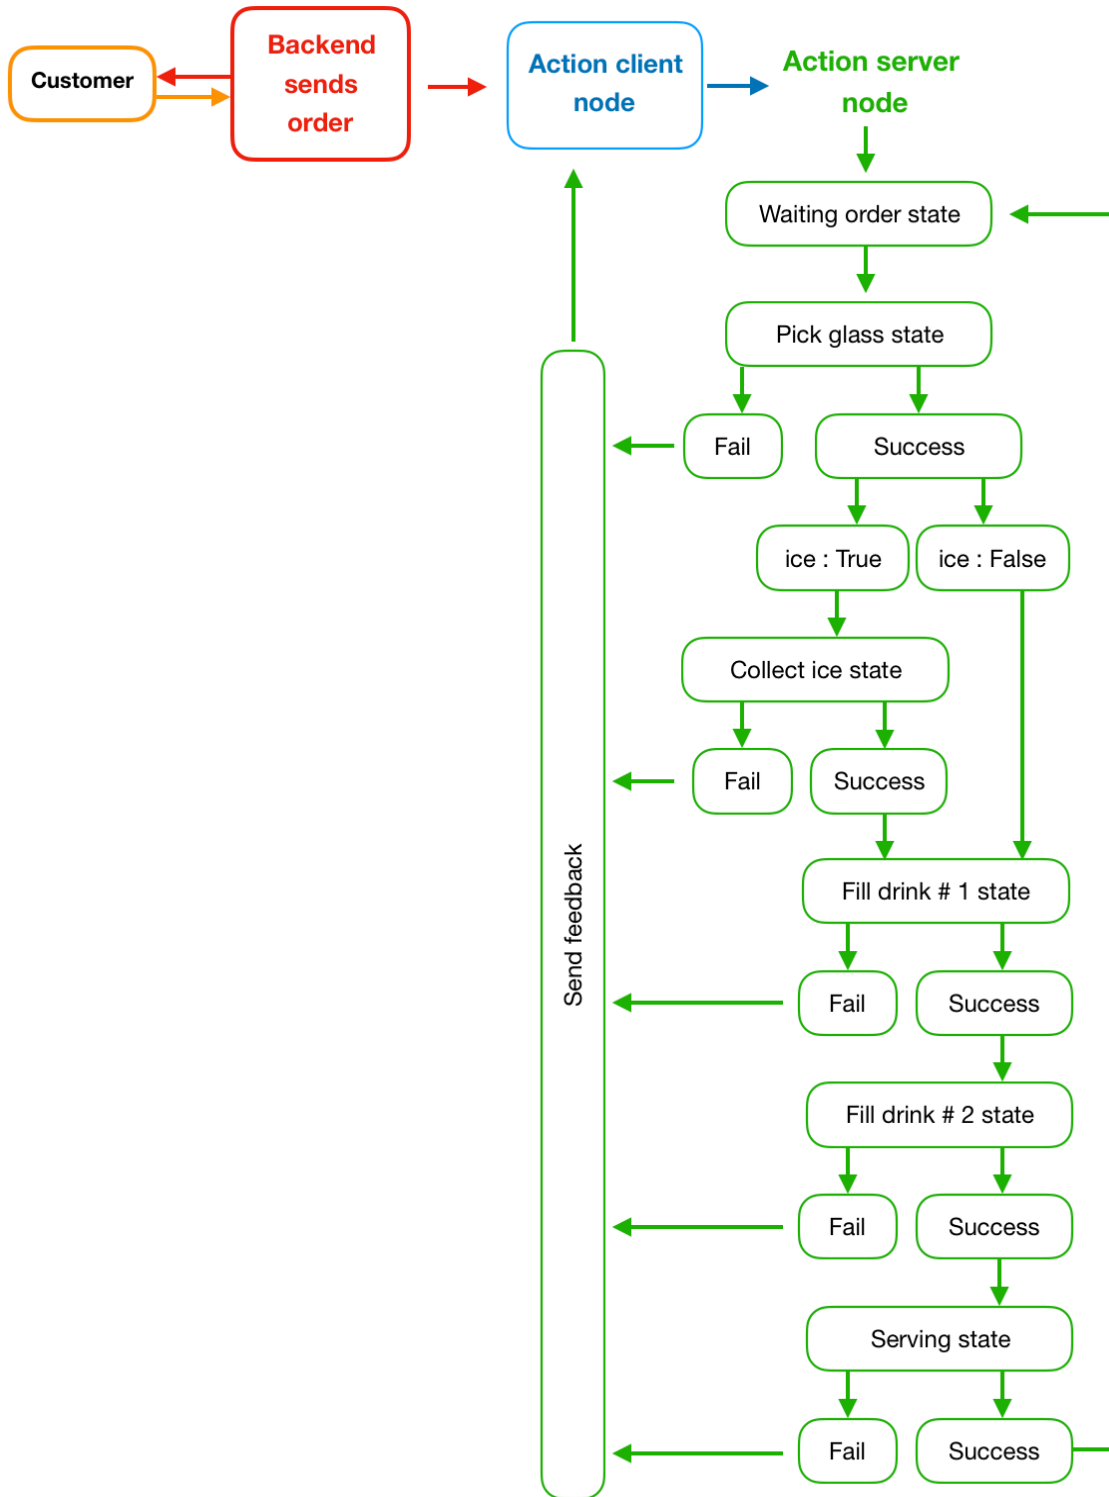 Customer
Backend
sends
order
Action client
node
Action server
node
Waiting order state
Pick glass state
Fail
Success
ice : True
ice : False
Collect ice state
Fail
Success
Fill drink # 1 state
Send feedback
Fail
Success
Fill drink # 2 state
Fail
Success
Serving state
Fail
Success